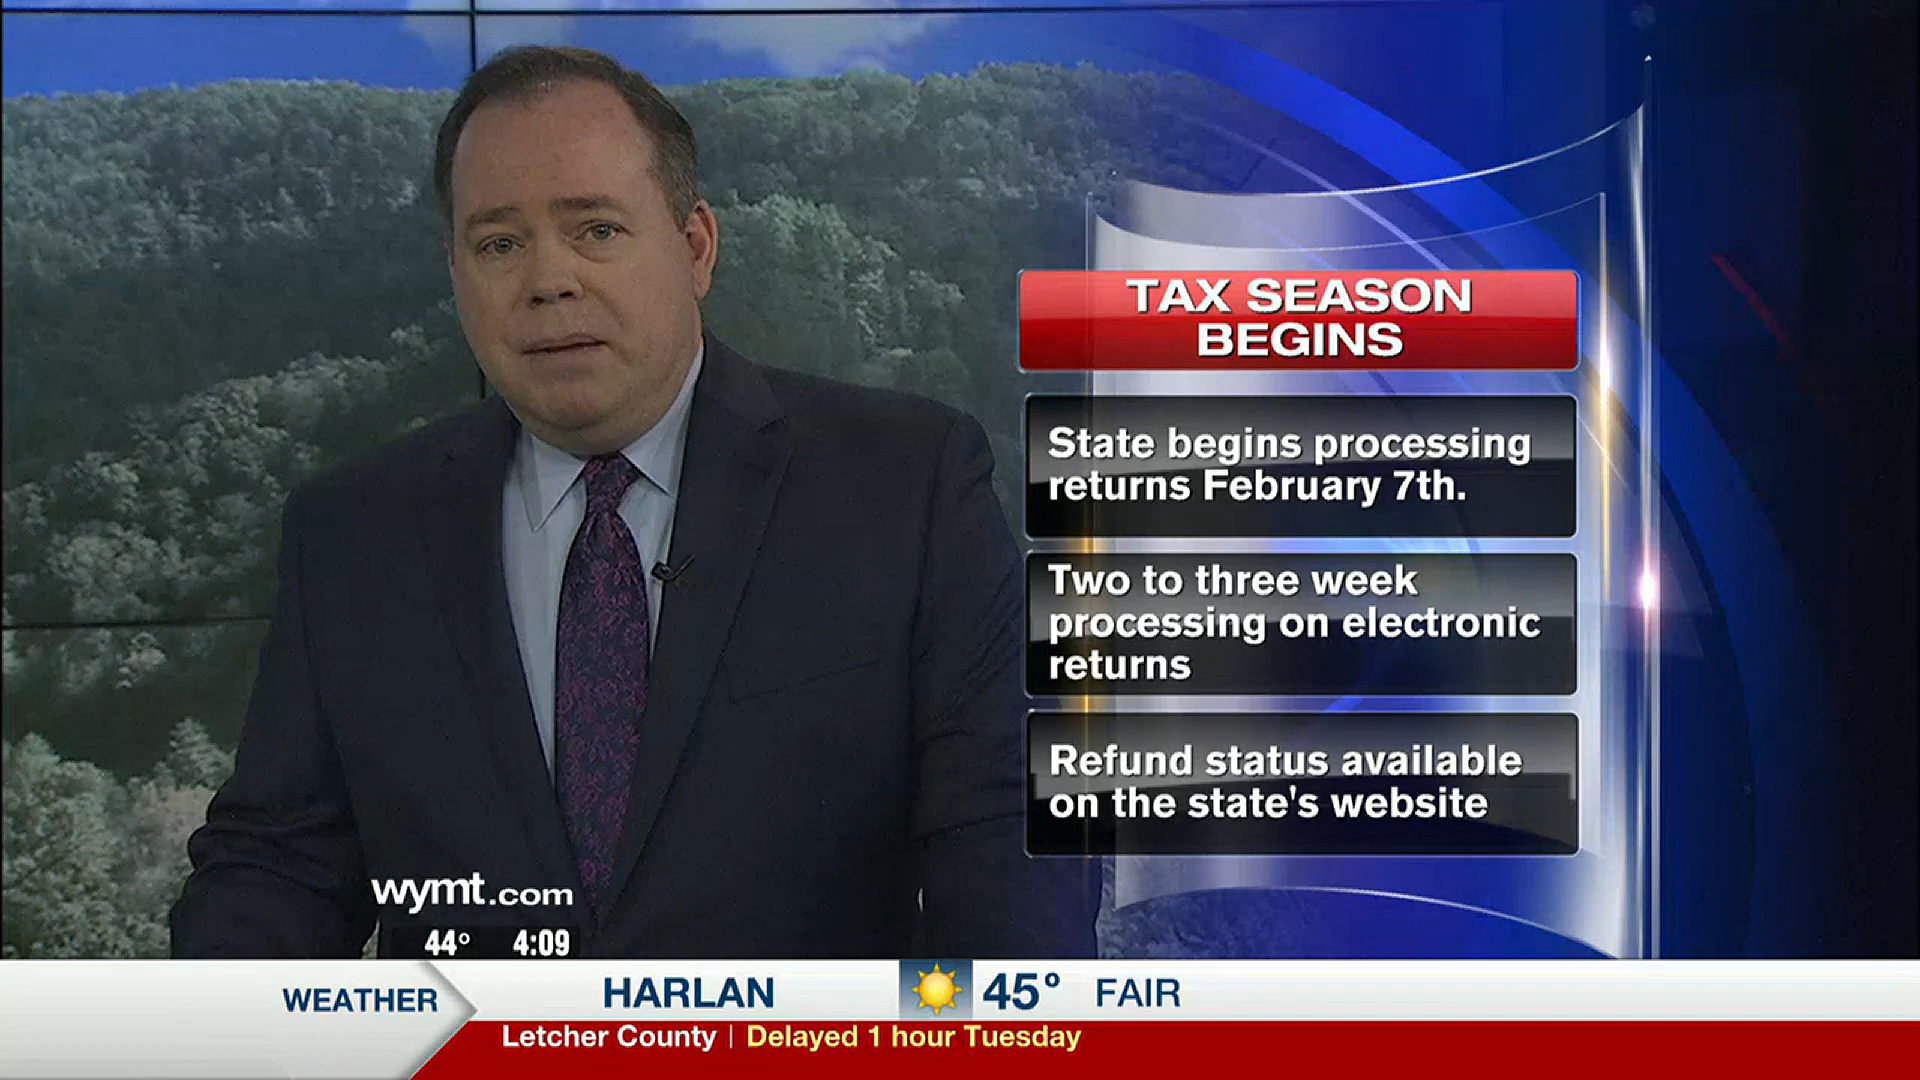 TAX SEASON
BEGINS
State begins processing
returns February 7th.
Two to three week
processing on electronic
returns
Refund status available
on the state's website
wymt.com
44° 4:09
WEATHER
HARLAN 45° FAIR
Letcher County | Delayed 1 hour Tuesday